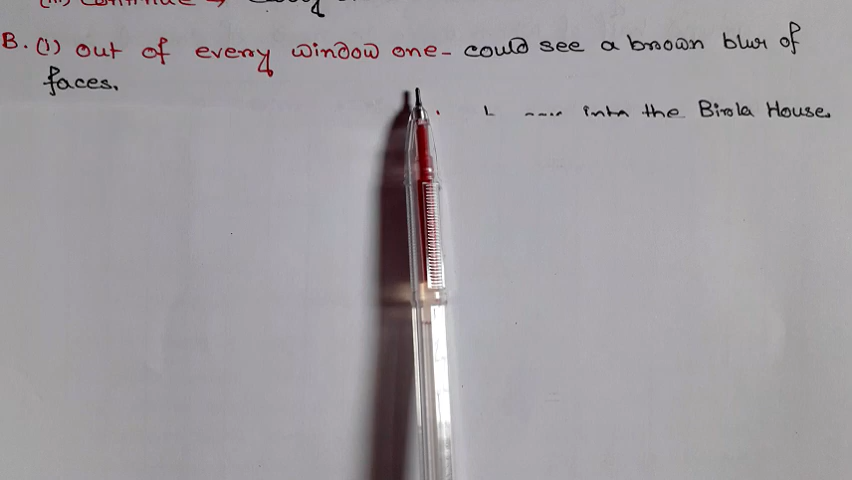 B. (i) out of every window one - could see a brown blur of
faces.
into the Birla House.